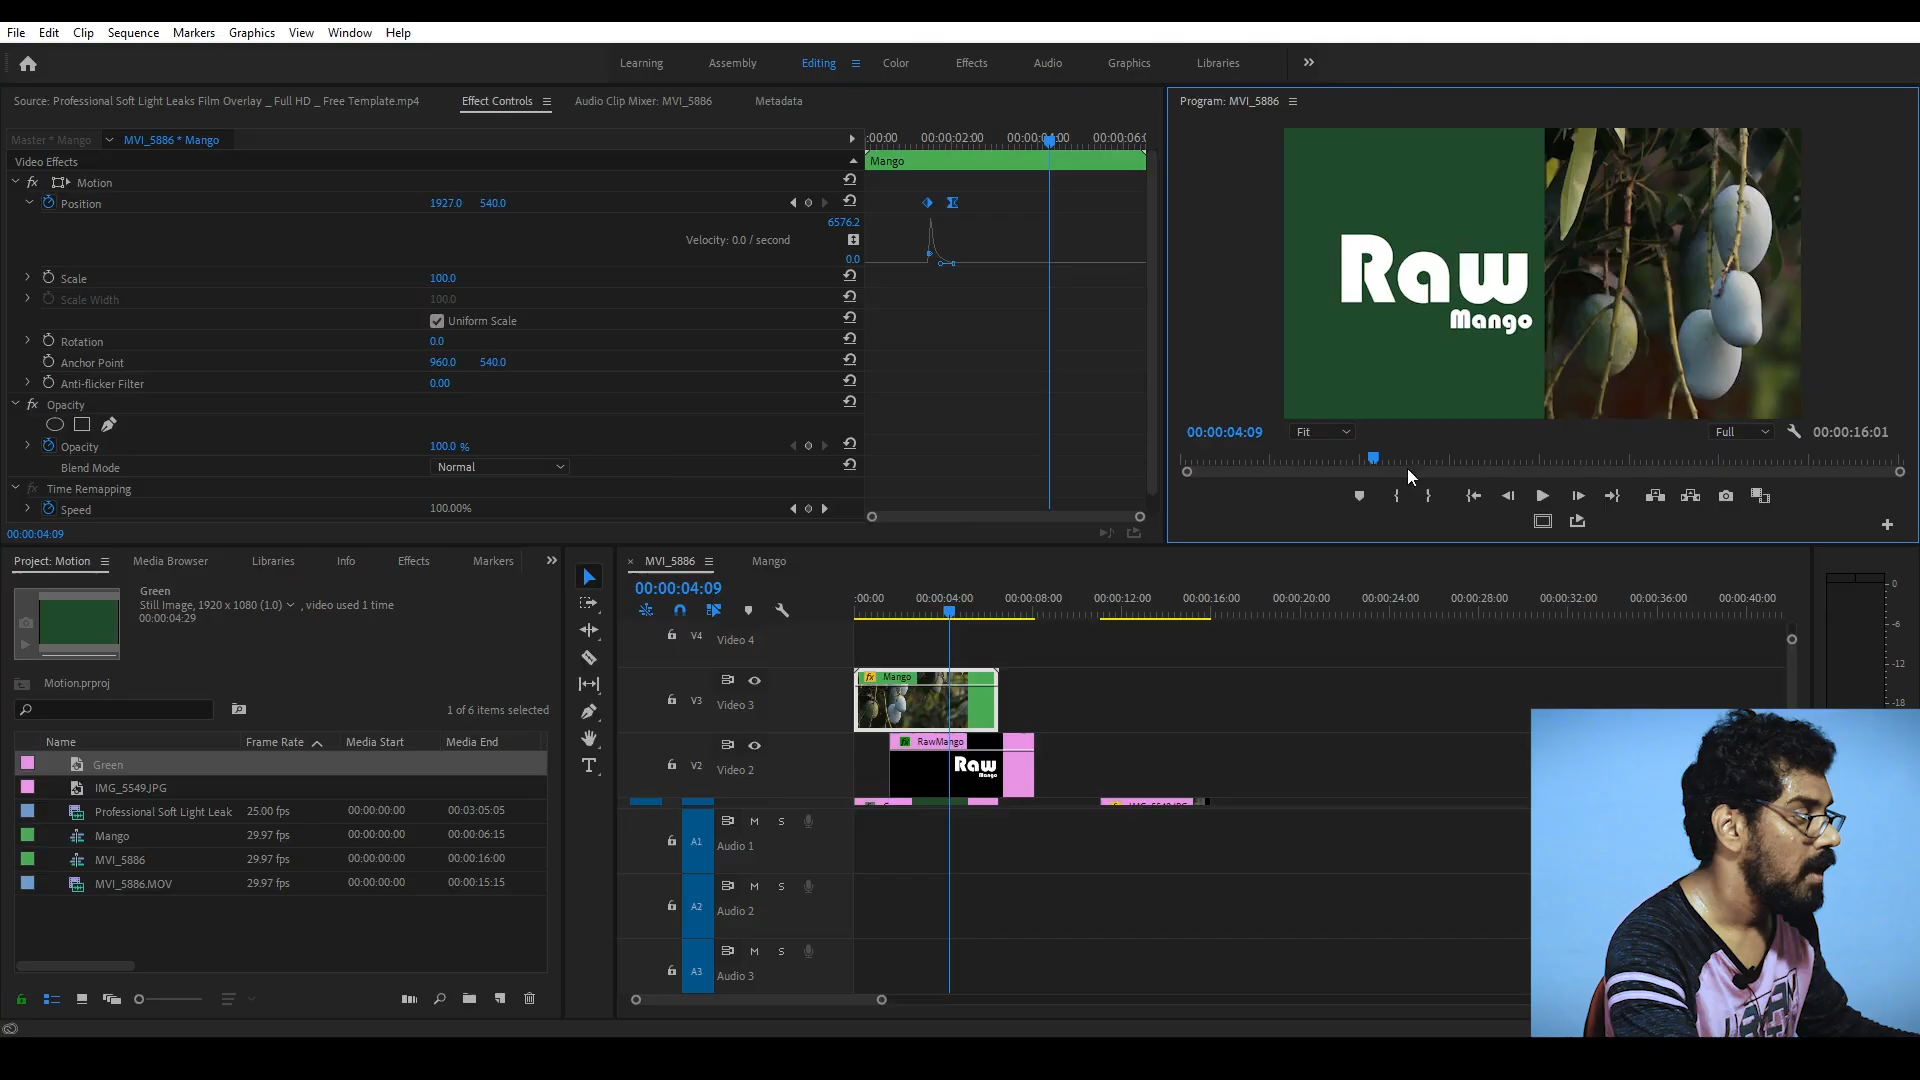 File Edit Clip Sequence Markers Graphics View Window Help
Learning Assembly Editing Color Effects Audio Graphics Libraries
Source: Professional Soft Light Leaks Film Overlay _ Full HD _ Free Template.mp4 Effect Controls Audio Clip Mixer: MVI_5886 Metadata
Program: MVI_5886
Master * Mango MVI_5886 * Mango
:00:00 00:00:02:00 00:00:04:00 00:00:06:
Video Effects
Mango
fx Motion
Position 1927.0 540.0
6576.2
Velocity: 0.0 / second
0.0
Scale 100.0
Scale Width 100.0
Uniform Scale
Rotation 0.0
Anchor Point 960.0 540.0
Anti-flicker Filter 0.00
fx Opacity
Opacity 100.0 %
Blend Mode Normal
fx Time Remapping
Speed 100.00%
00:00:04:09
Raw
Mango
00:00:04:09 Fit Full 00:00:16:01
Project: Motion Media Browser Libraries Info Effects Markers
Green
Still Image, 1920 x 1080 (1.0) , video used 1 time
00:00:04:29
Motion.prproj
1 of 6 items selected
Name Frame Rate Media Start Media End
Green
IMG_5549.JPG
Professional Soft Light Leak 25.00 fps 00:00:00:00 00:03:05:05
Mango 29.97 fps 00:00:00:00 00:00:06:15
MVI_5886 29.97 fps 00:00:00:00 00:00:16:00
MVI_5886.MOV 29.97 fps 00:00:00:00 00:00:15:15
T
× MVI_5886 Mango
00:00:04:09
:00:00 00:00:04:00 00:00:08:00 00:00:12:00 00:00:16:00 00:00:20:00 00:00:24:00 00:00:28:00 00:00:32:00 00:00:36:00 00:00:40:00
V4 Video 4
V3 Video 3
fx Mango
V2 Video 2
fx RawMango
Raw
Mango
A1 M S
Audio 1
A2 M S
Audio 2
A3 M S
Audio 3
0
-6
-12
-18